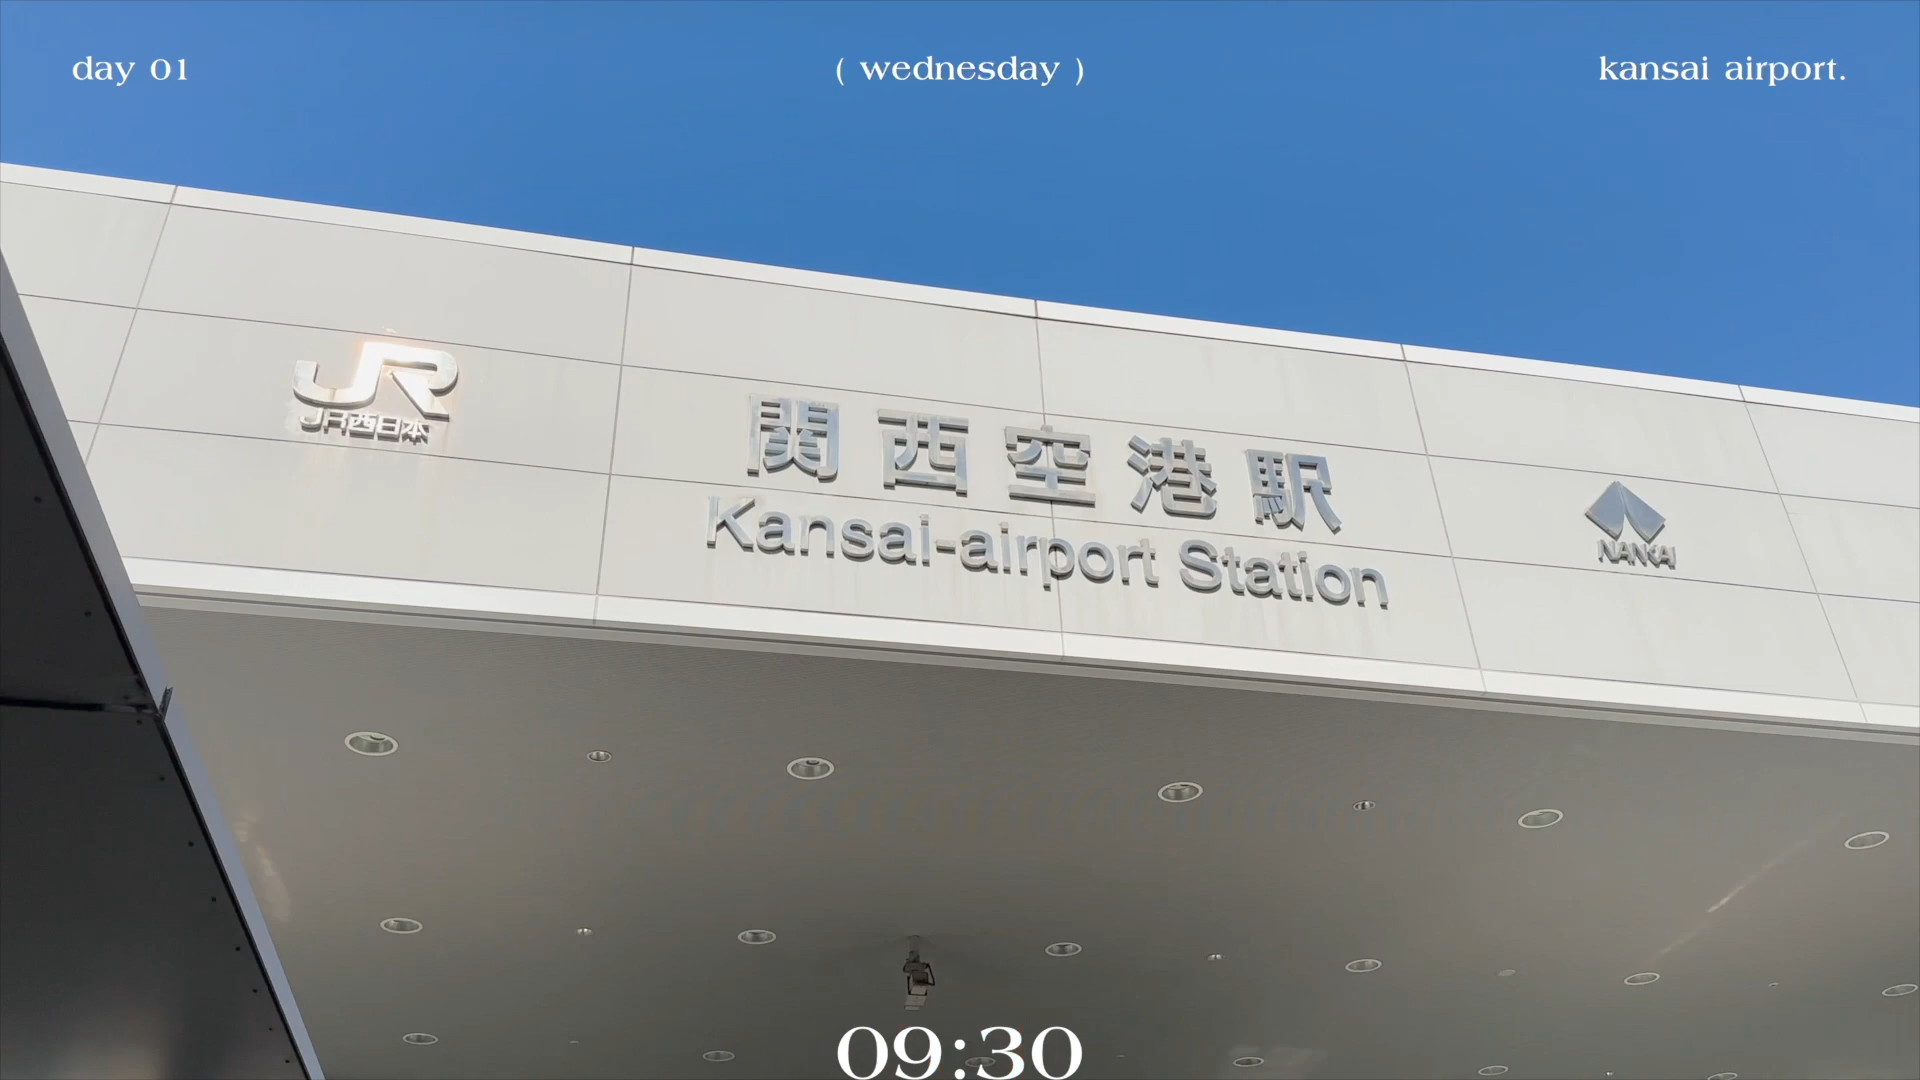 day 01
( wednesday )
kansai airport.
JR
JR西日本
関西空港駅
Kansai-airport Station
NANKAI
09:30